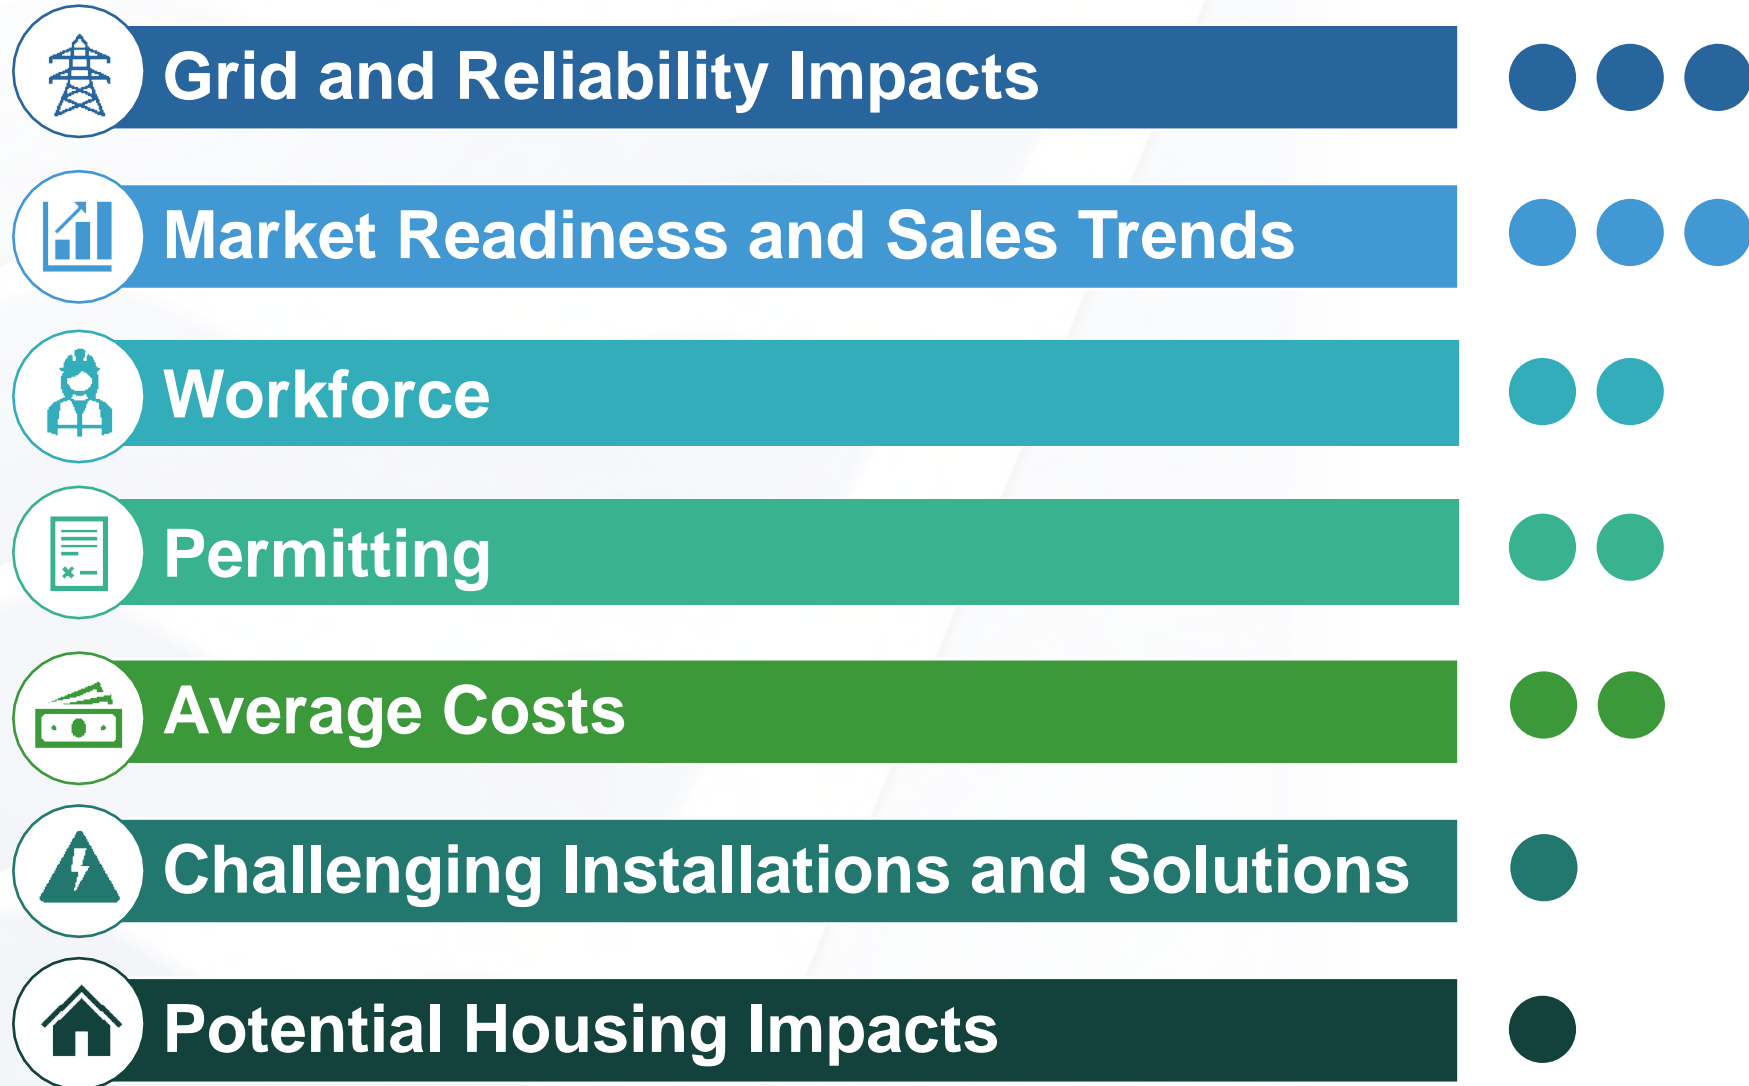 Grid and Reliability Impacts
Market Readiness and Sales Trends
Workforce
Permitting
Average Costs
Challenging Installations and Solutions
Potential Housing Impacts